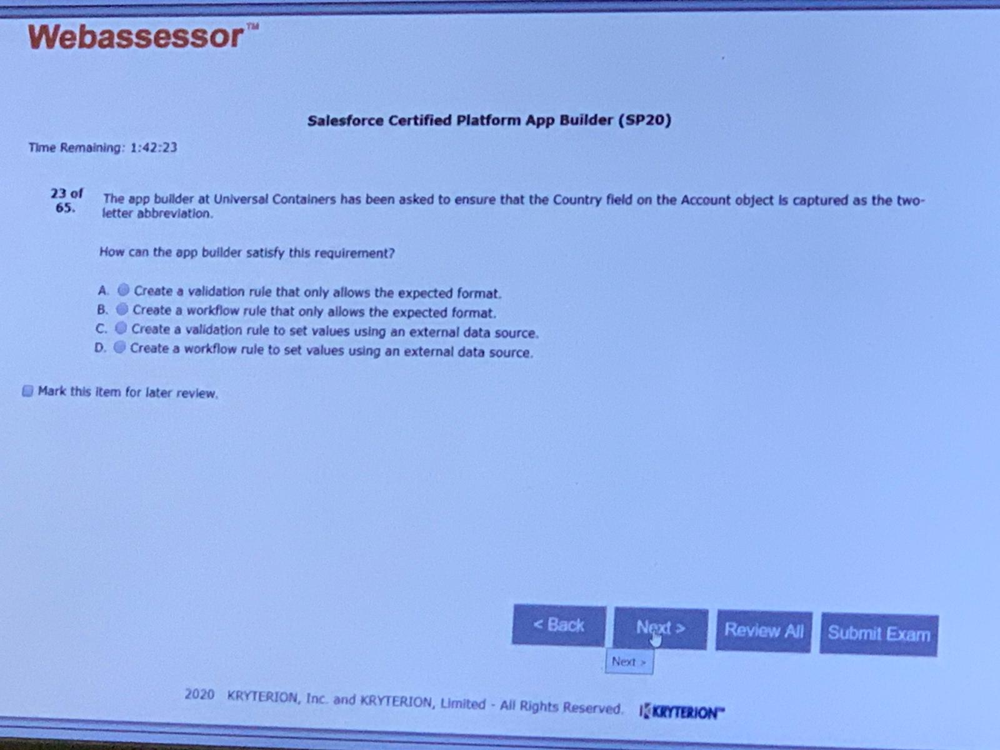 Webassessor™
Salesforce Certified Platform App Builder (SP20)
Time Remaining: 1:42:23
23 of 65.
The app builder at Universal Containers has been asked to ensure that the Country field on the Account object is captured as the two-
letter abbreviation.
How can the app builder satisfy this requirement?
A. Create a validation rule that only allows the expected format.
B. Create a workflow rule that only allows the expected format.
C. Create a validation rule to set values using an external data source.
D. Create a workflow rule to set values using an external data source.
Mark this item for later review.
< Back Next > Review All Submit Exam
Next >
2020 KRYTERION, Inc. and KRYTERION, Limited - All Rights Reserved. KRYTERION™